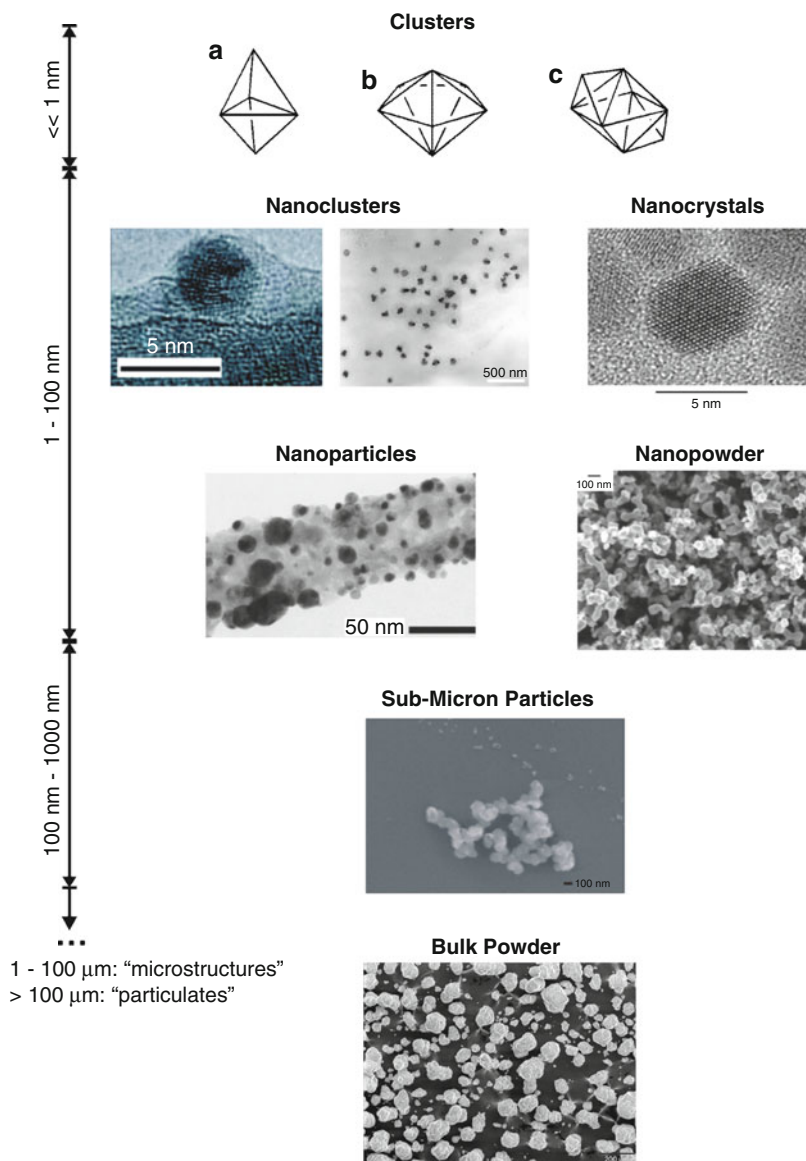 Clusters
a
b
c
<< 1 nm
Nanoclusters
Nanocrystals
5 nm
500 nm
5 nm
1 - 100 nm
Nanoparticles
Nanopowder
100 nm
50 nm
Sub-Micron Particles
100 nm - 1000 nm
100 nm
Bulk Powder
1 - 100 μm: “microstructures”
> 100 μm: “particulates”